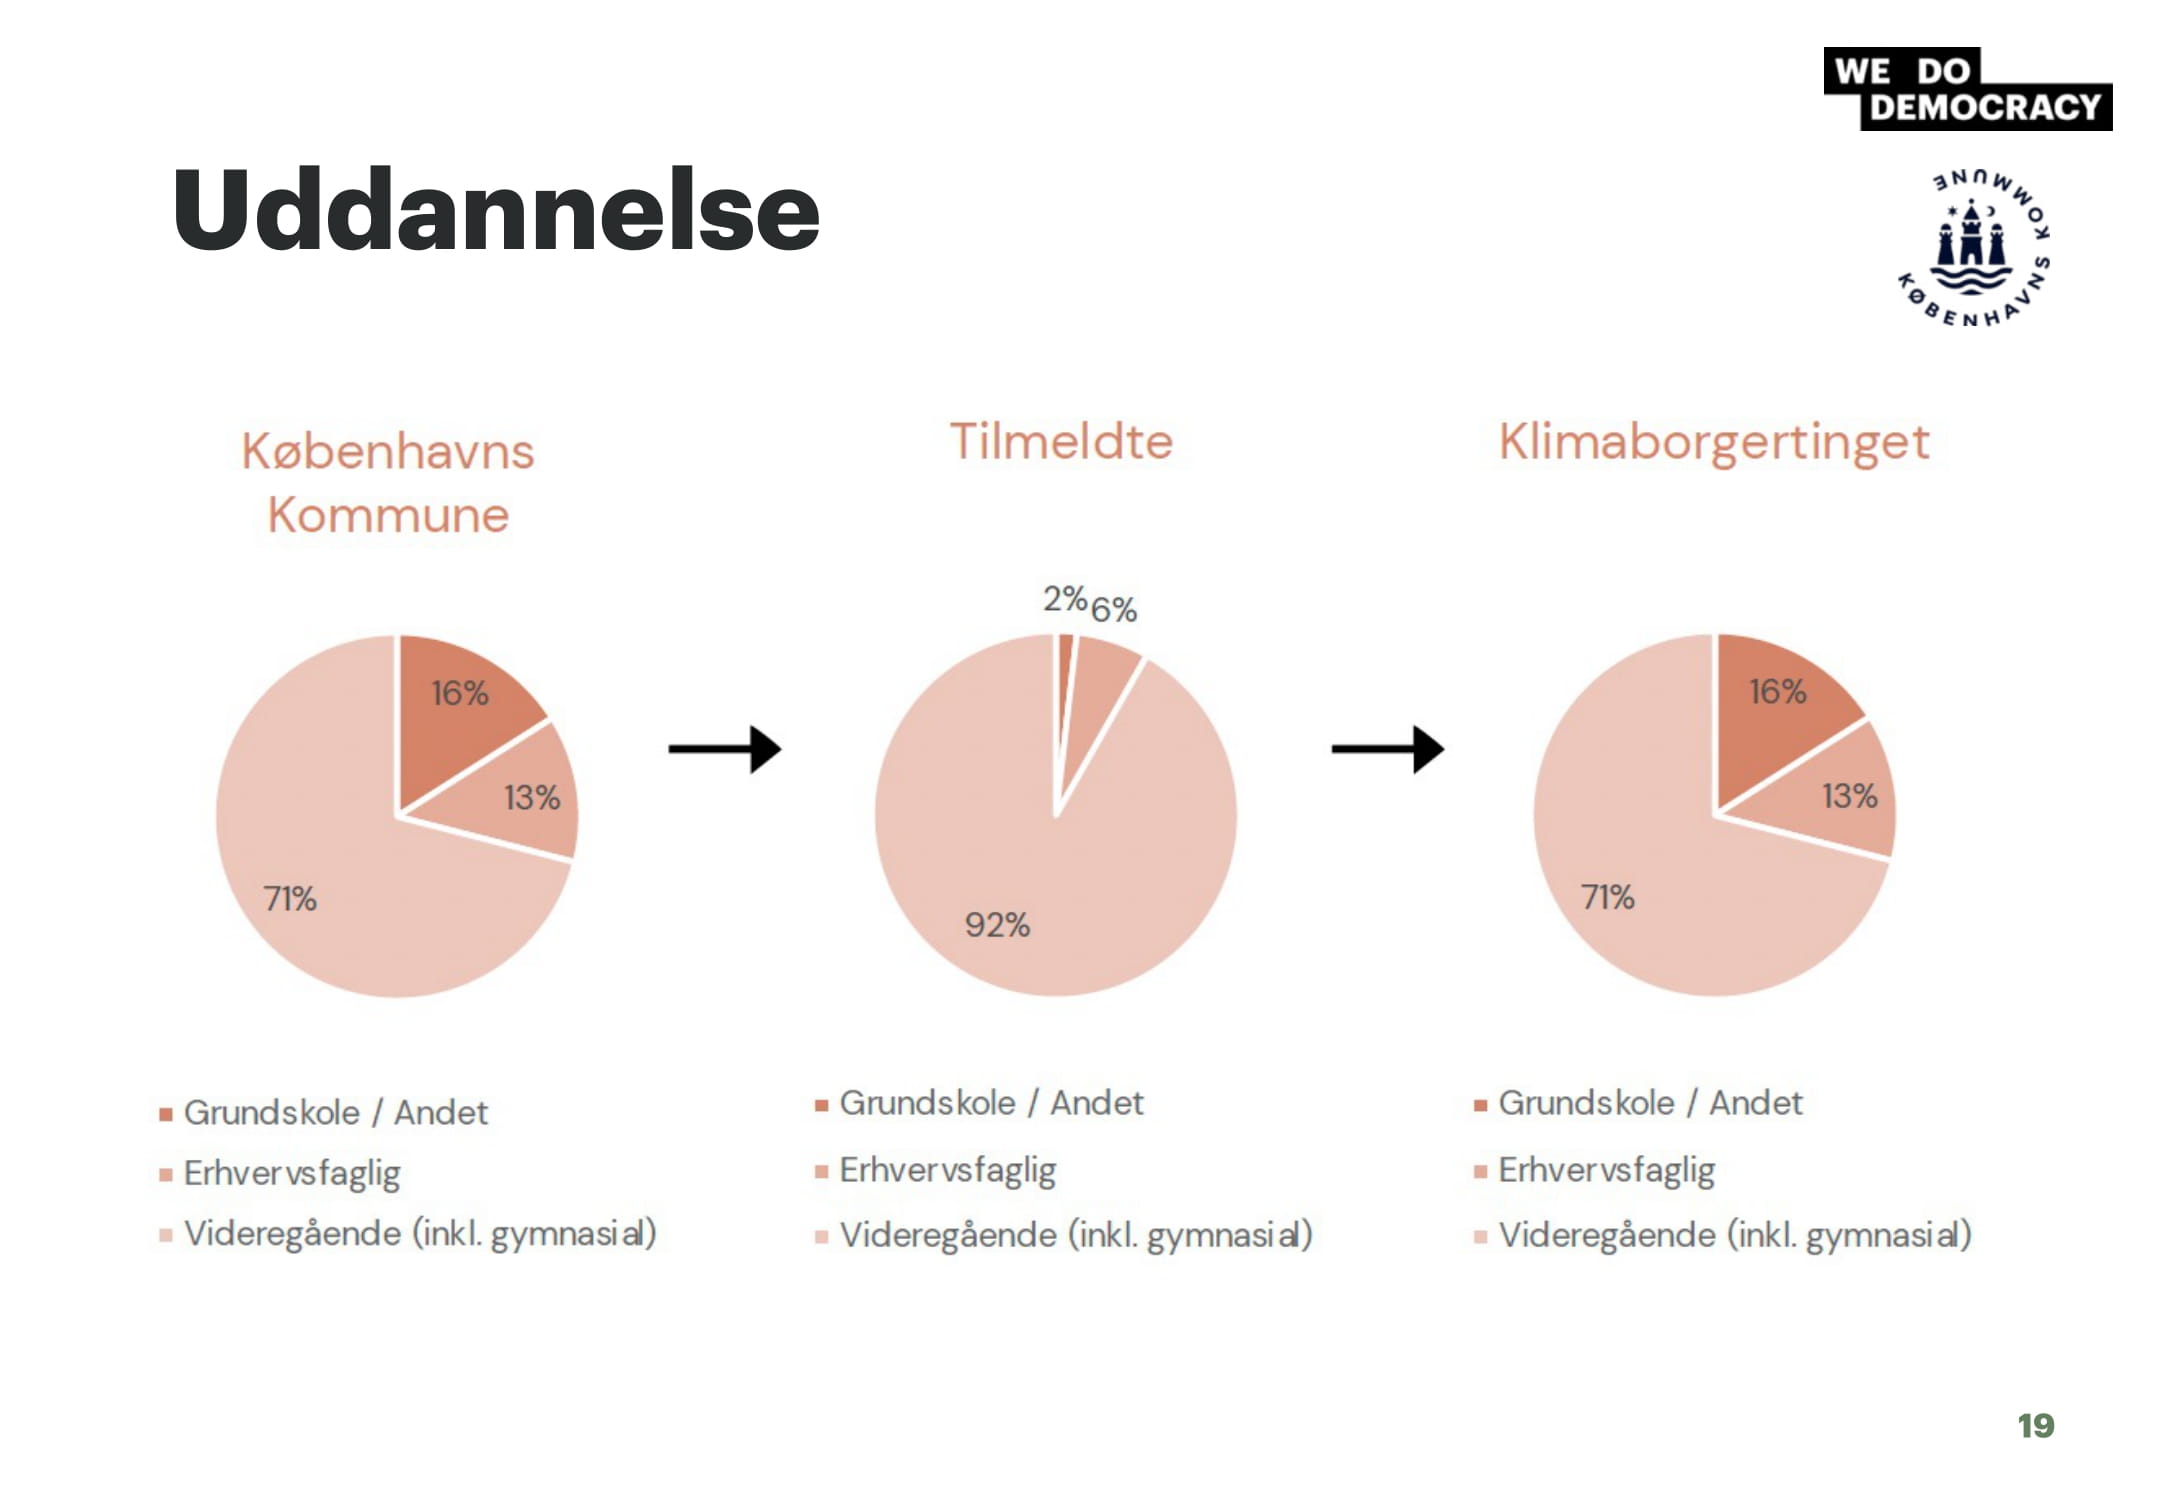 WE DO
DEMOCRACY
KØBENHAVNS KOMMUNE
Uddannelse
Københavns
Kommune
16%
13%
71%
Grundskole / Andet
Erhvervsfaglig
Videregående (inkl. gymnasial)
Tilmeldte
2%
6%
92%
Grundskole / Andet
Erhvervsfaglig
Videregående (inkl. gymnasial)
Klimaborgertinget
16%
13%
71%
Grundskole / Andet
Erhvervsfaglig
Videregående (inkl. gymnasial)
19